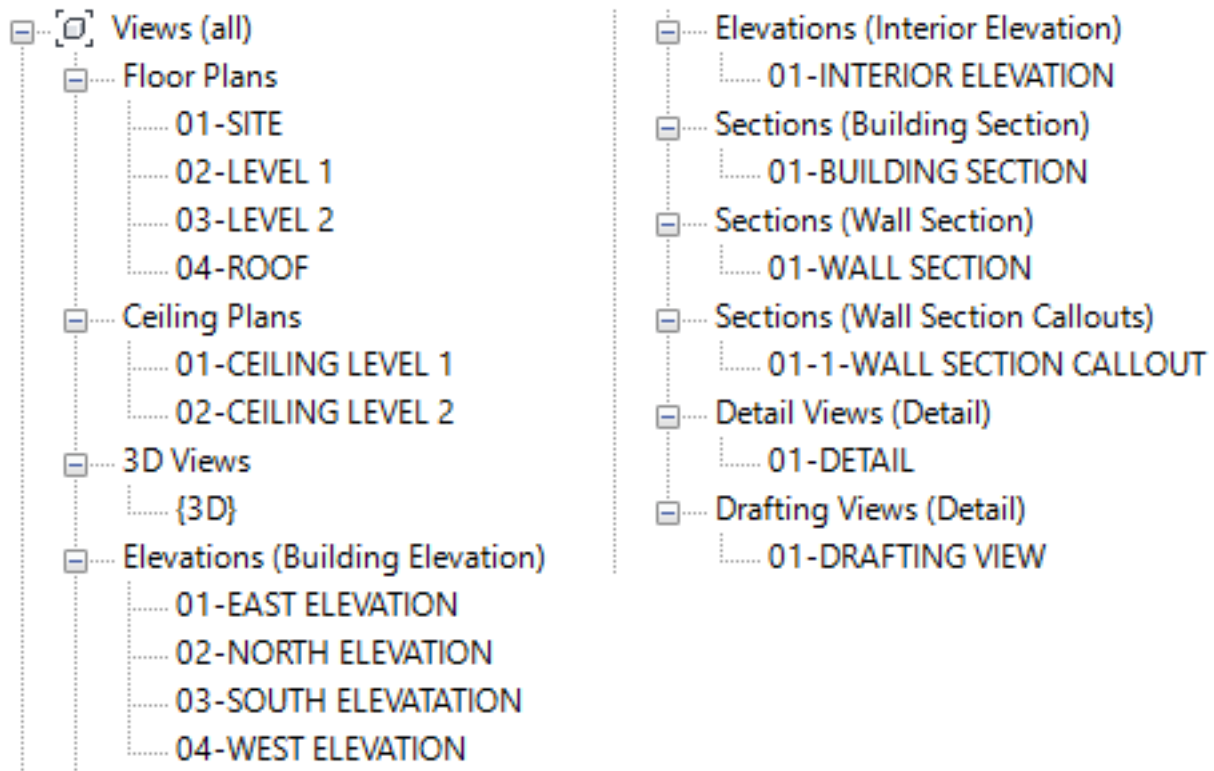 Views (all)
Floor Plans
01-SITE
02-LEVEL 1
03-LEVEL 2
04-ROOF
Ceiling Plans
01-CEILING LEVEL 1
02-CEILING LEVEL 2
3D Views
{3D}
Elevations (Building Elevation)
01-EAST ELEVATION
02-NORTH ELEVATION
03-SOUTH ELEVATATION
04-WEST ELEVATION
Elevations (Interior Elevation)
01-INTERIOR ELEVATION
Sections (Building Section)
01-BUILDING SECTION
Sections (Wall Section)
01-WALL SECTION
Sections (Wall Section Callouts)
01-1-WALL SECTION CALLOUT
Detail Views (Detail)
01-DETAIL
Drafting Views (Detail)
01-DRAFTING VIEW